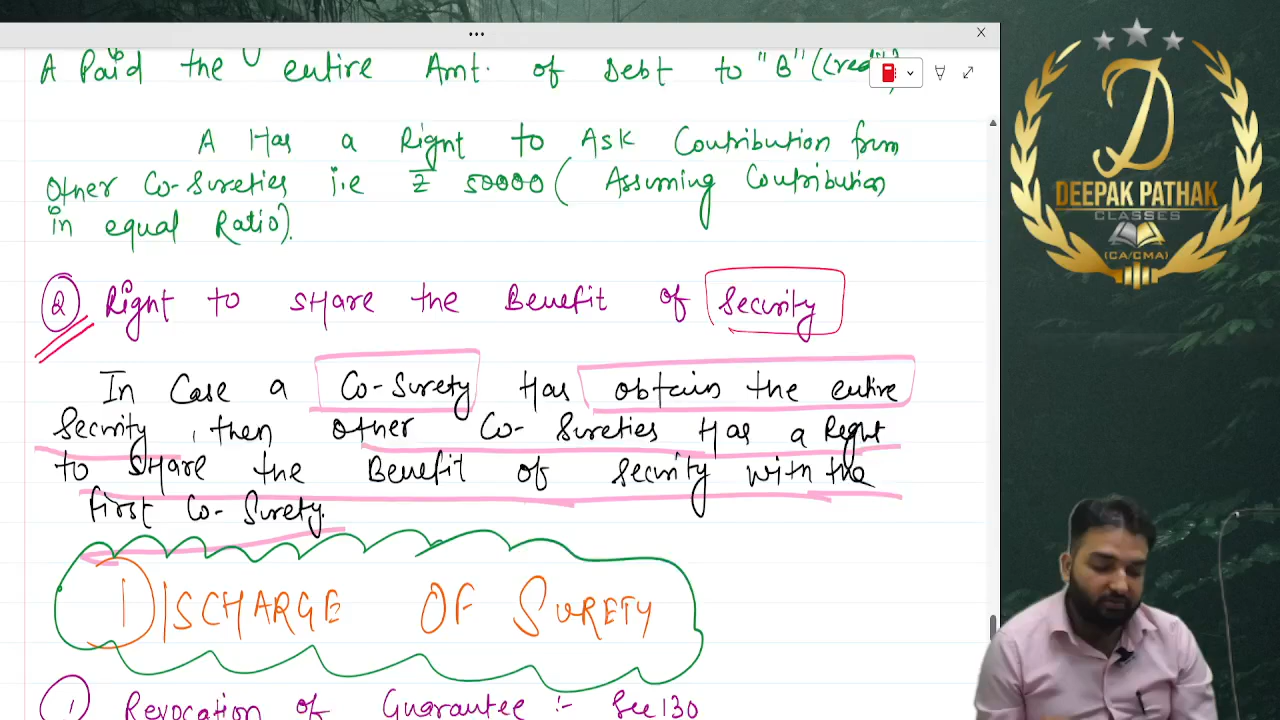 A Paid the entire Amt. of Debt to "B" (Credit
A Has a Right to Ask Contribution from
Other Co-Sureties i.e ₹ 50000 ( Assuming Contribution
in equal Ratio).
② Right to SHare the Benefit of Security
In Case a Co-Surety Has obtain the entire
Security , then other Co- Sureties Has a Right
to SHare the Benefit of Security with the
first Co-Surety.
DISCHARGE OF SURETY
① Revocation of Guarantee :- Sec 130
D
DEEPAK PATHAK
CLASSES
(CA/CMA)